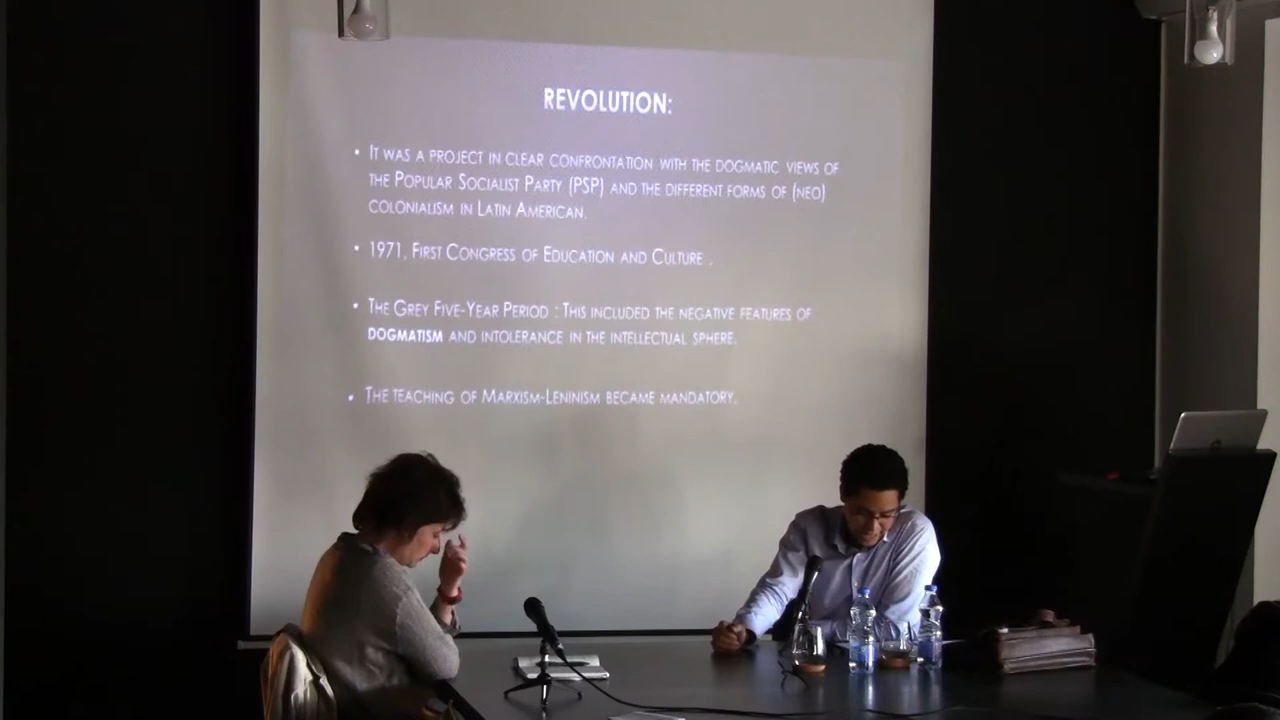 REVOLUTION:
• IT WAS A PROJECT IN CLEAR CONFRONTATION WITH THE DOGMATIC VIEWS OF
THE POPULAR SOCIALIST PARTY (PSP) AND THE DIFFERENT FORMS OF (NEO)
COLONIALISM IN LATIN AMERICAN.
• 1971, FIRST CONGRESS OF EDUCATION AND CULTURE .
• THE GREY FIVE-YEAR PERIOD : THIS INCLUDED THE NEGATIVE FEATURES OF
DOGMATISM AND INTOLERANCE IN THE INTELLECTUAL SPHERE.
• THE TEACHING OF MARXISM-LENINISM BECAME MANDATORY.